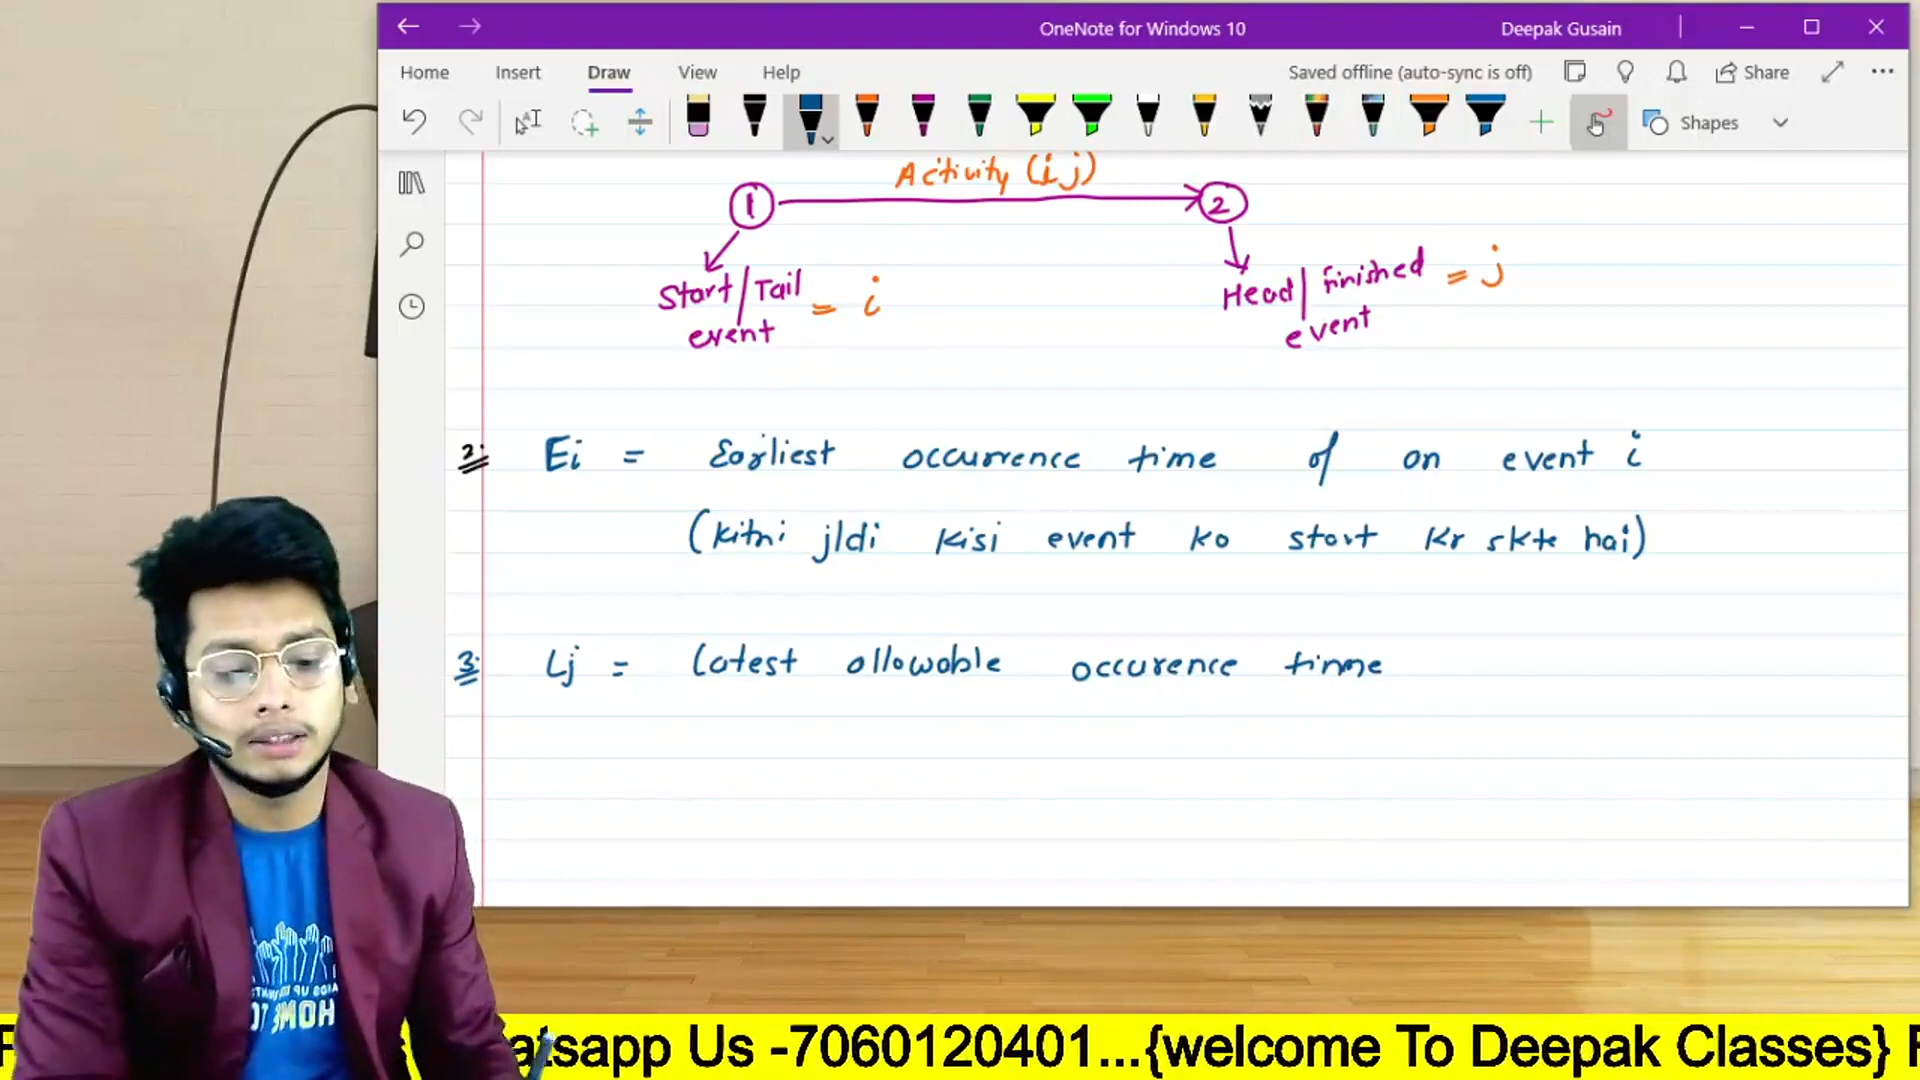 OneNote for Windows 10
Deepak Gusain
Home Insert Draw View Help
Saved offline (auto-sync is off)
Share
Shapes
Activity (i j)
1
2
Start/Tail event = i
Head/finished event = j
2: Ei = Earliest occurrence time of an event i
(kitni jldi kisi event ko start kr skte hai)
3: Lj = Latest allowable occurence time
HOME
atsapp Us -7060120401...{welcome To Deepak Classes}